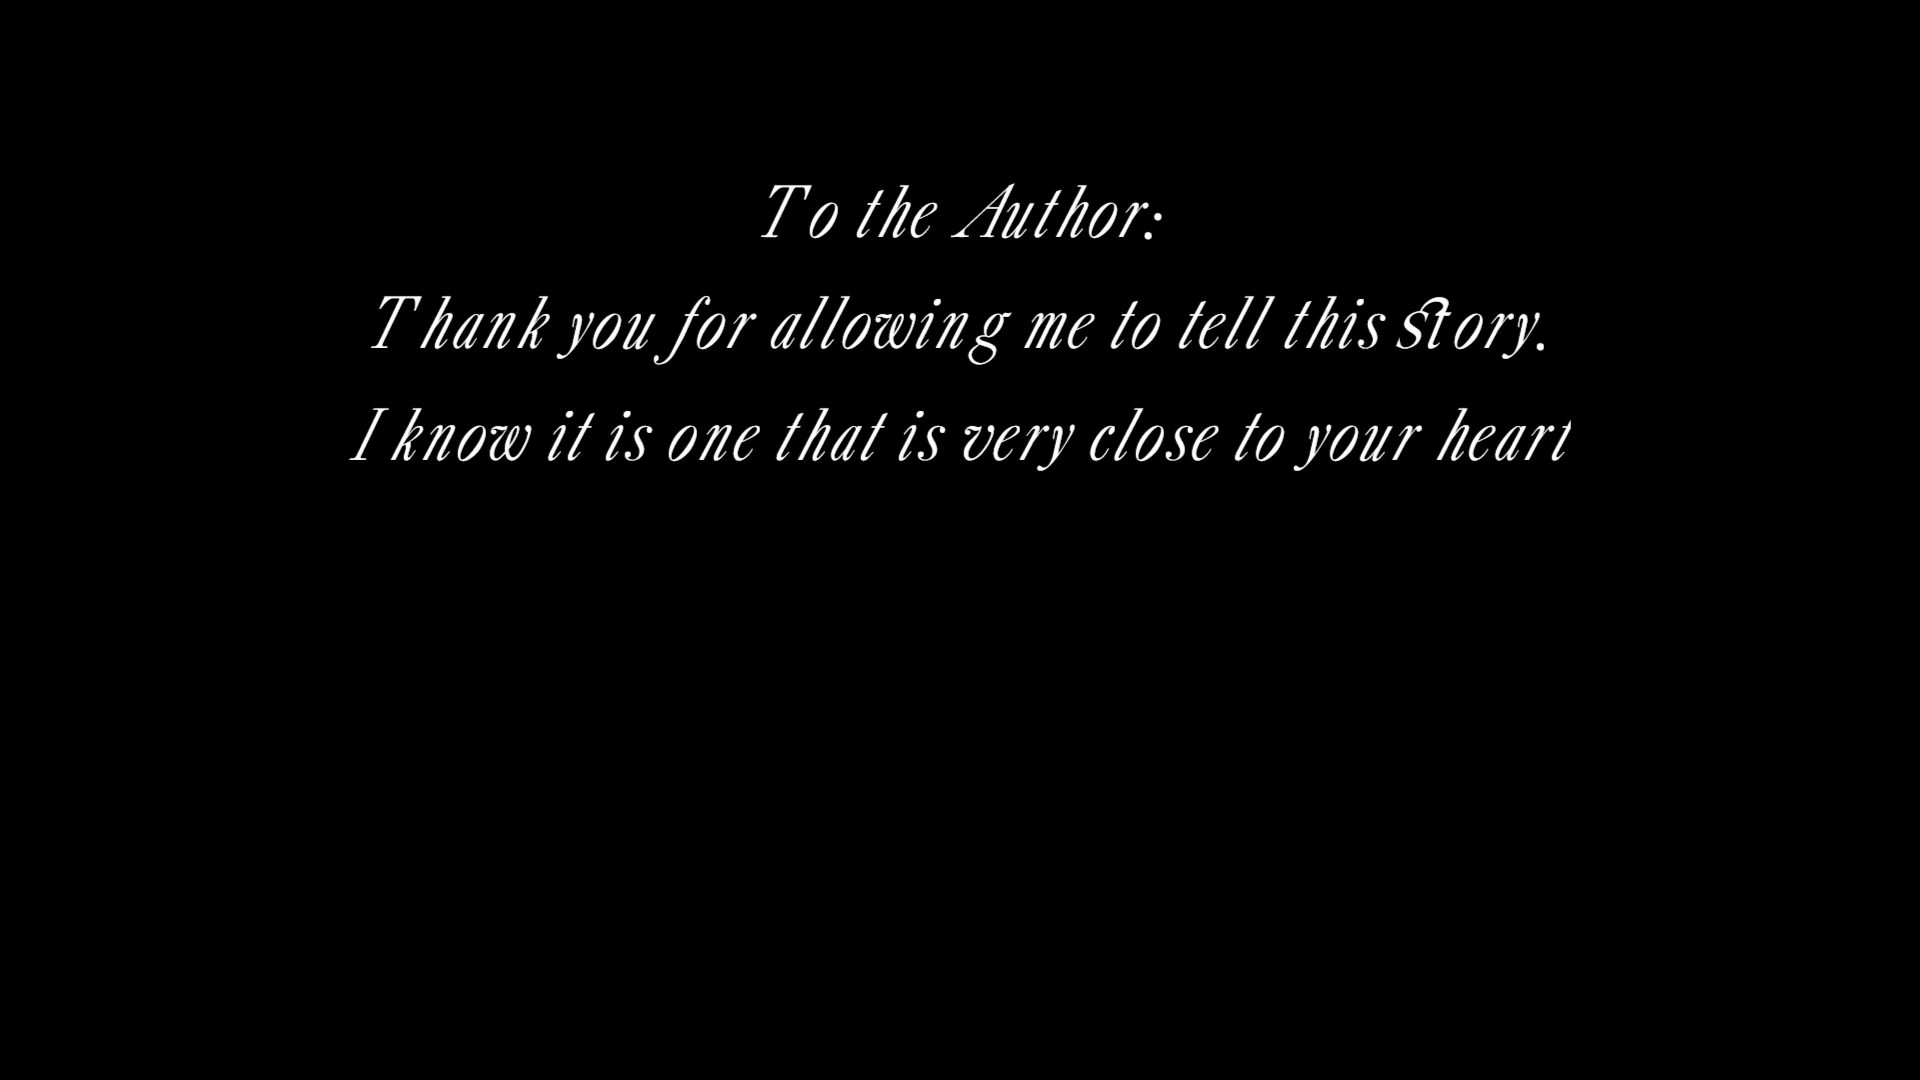 To the Author:
Thank you for allowing me to tell this story.
I know it is one that is very close to your heart